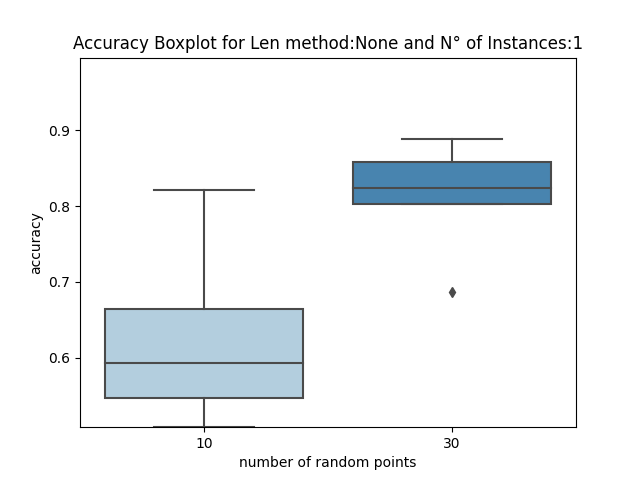 Accuracy Boxplot for Len method:None and N° of Instances:1
0.9
0.8
0.7
0.6
accuracy
10
30
number of random points